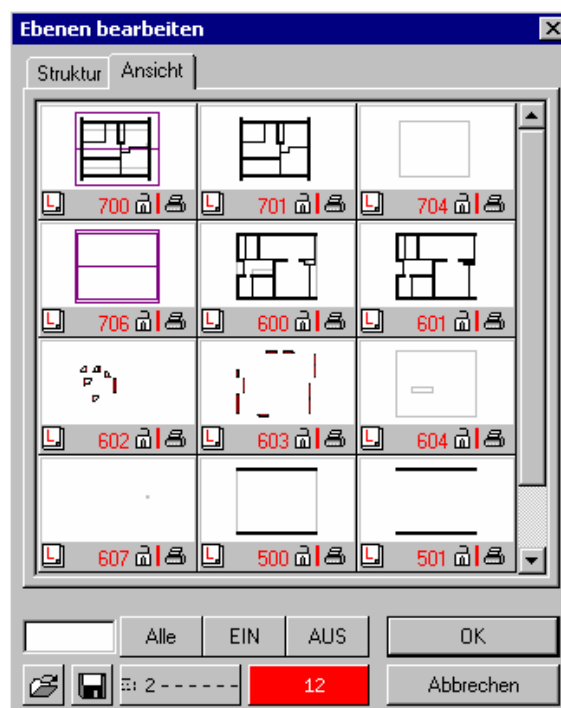 Ebenen bearbeiten
Struktur Ansicht
L 700 L 701 L 704
L 706 L 600 L 601
L 602 L 603 L 604
L 607 L 500 L 501
Alle EIN AUS OK
2 12 Abbrechen